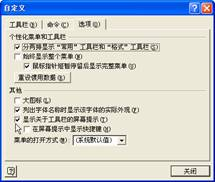 自定义
工具栏(B) 命令(C) 选项(O)
个性化菜单和工具栏
分两排显示“常用”工具栏和“格式”工具栏(S)
始终显示整个菜单(N)
鼠标指针短暂停留后显示完整菜单(U)
重设惯用数据(R)
其他
大图标(L)
列出字体名称时显示该字体的实际外观(F)
显示关于工具栏的屏幕提示(T)
在屏幕提示中显示快捷键(H)
菜单的打开方式(M): (系统默认值)
关闭